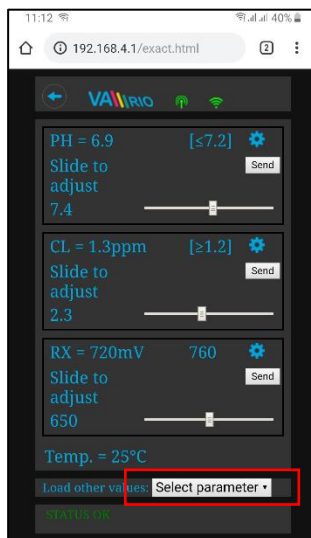 11:12 40%
192.168.4.1/exact.html 2
VARIO
PH = 6.9 [≤7.2]
Slide to Send
adjust
7.4
CL = 1.3ppm [≥1.2]
Slide to Send
adjust
2.3
RX = 720mV 760
Slide to Send
adjust
650
Temp. = 25°C
Load other values: Select parameter
STATUS OK